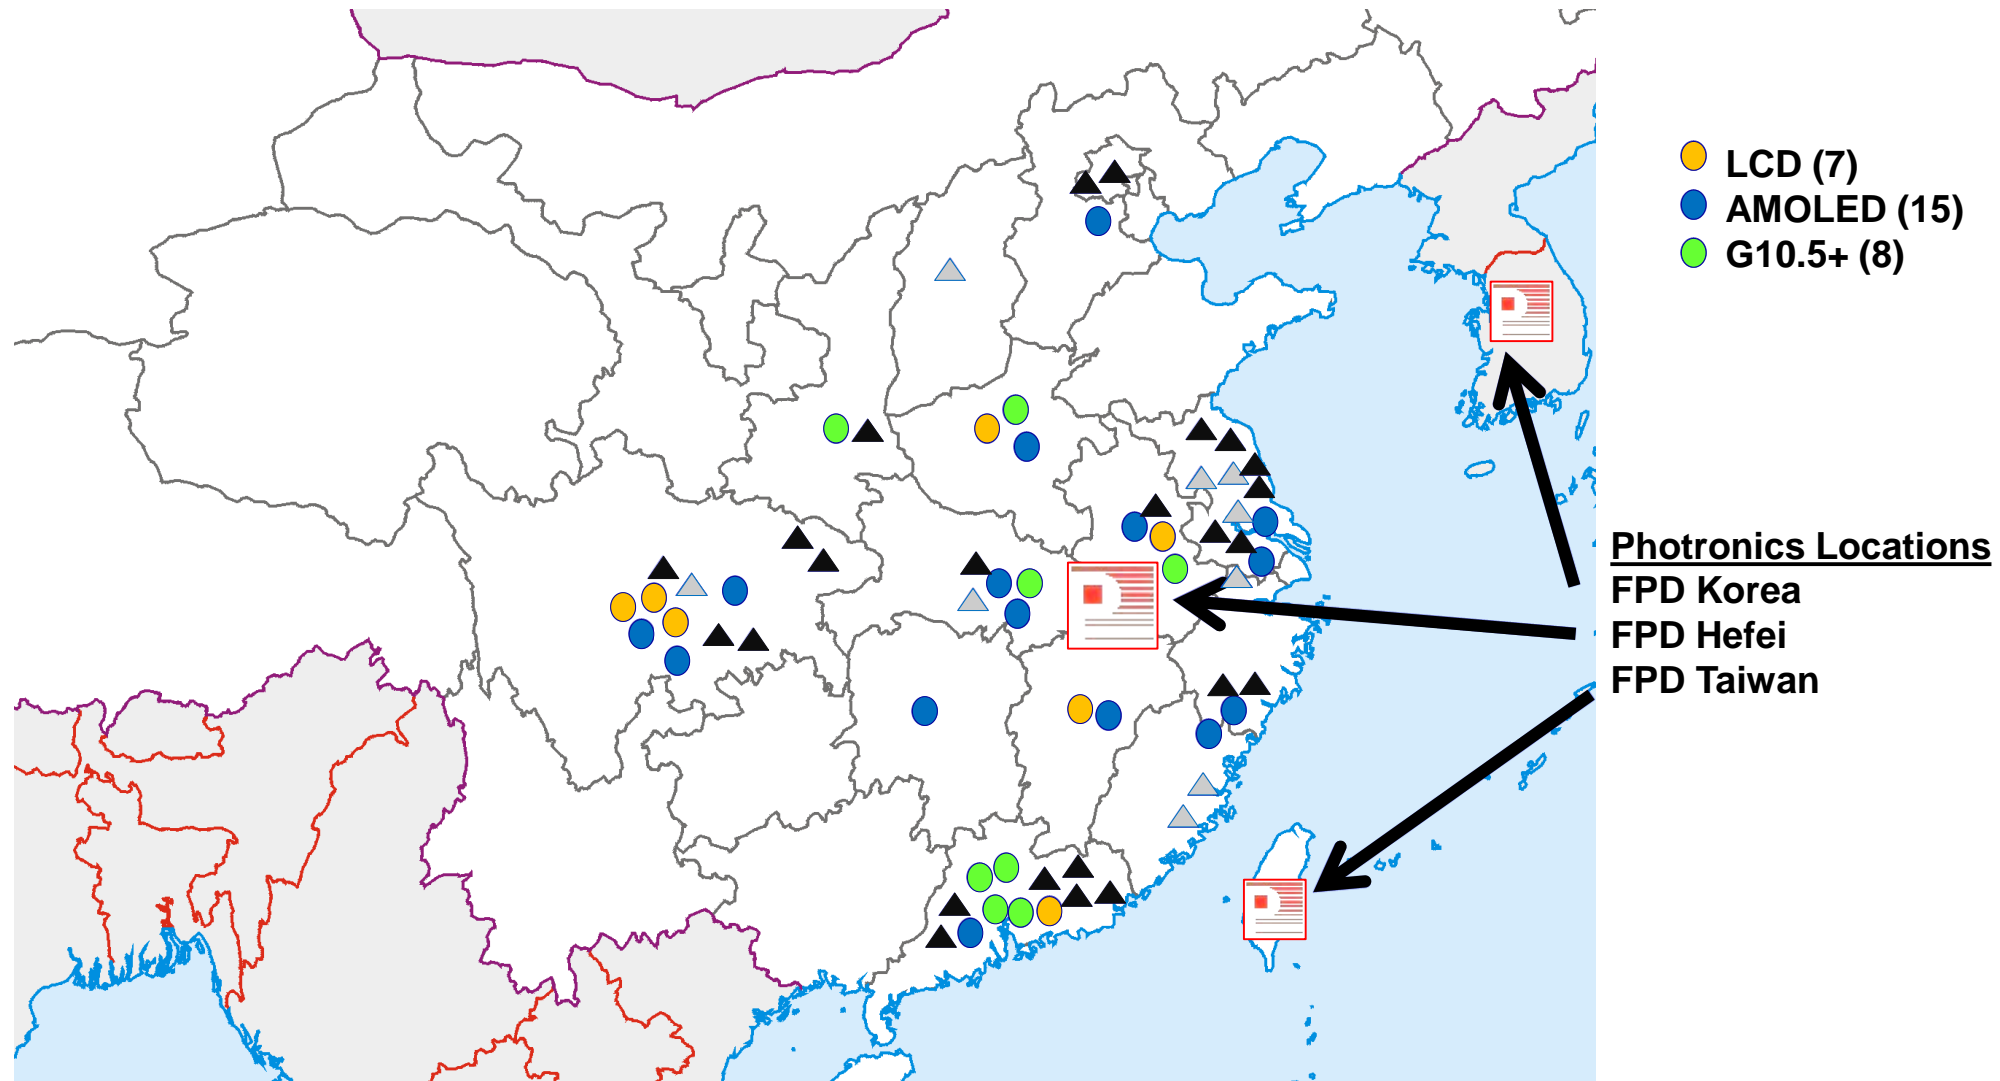 LCD (7)
AMOLED (15)
G10.5+ (8)
Photronics Locations
FPD Korea
FPD Hefei
FPD Taiwan